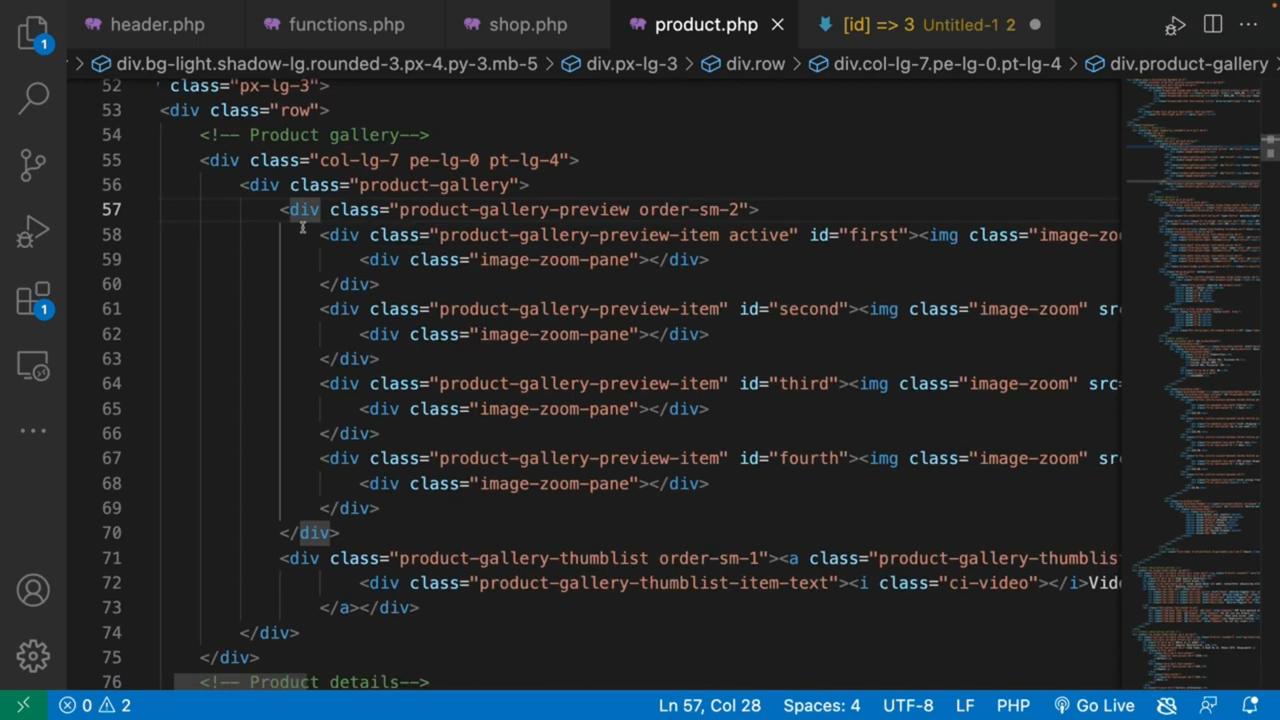 header.php functions.php shop.php product.php [id] => 3 Untitled-1 2
1
div.bg-light.shadow-lg.rounded-3.px-4.py-3.mb-5 > div.px-lg-3 > div.row > div.col-lg-7.pe-lg-0.pt-lg-4 > div.product-gallery >
52 class="px-lg-3">
53 <div class="row">
54 <!-- Product gallery-->
55 <div class="col-lg-7 pe-lg-0 pt-lg-4">
56 <div class="product-gallery">
57 <div class="product-gallery-preview order-sm-2">
58 <div class="product-gallery-preview-item active" id="first"><img class="image-zo
59 <div class="image-zoom-pane"></div>
60 </div>
61 <div class="product-gallery-preview-item" id="second"><img class="image-zoom" sr
62 <div class="image-zoom-pane"></div>
63 </div>
64 <div class="product-gallery-preview-item" id="third"><img class="image-zoom" src=
65 <div class="image-zoom-pane"></div>
66 </div>
67 <div class="product-gallery-preview-item" id="fourth"><img class="image-zoom" sr
68 <div class="image-zoom-pane"></div>
69 </div>
70 </div>
71 <div class="product-gallery-thumblist order-sm-1"><a class="product-gallery-thumblis
72 <div class="product-gallery-thumblist-item-text"><i class="ci-video"></i>Vid
73 </a></div>
74 </div>
75 </div>
76 <!-- Product details-->
1
0 2 Ln 57, Col 28 Spaces: 4 UTF-8 LF PHP Go Live